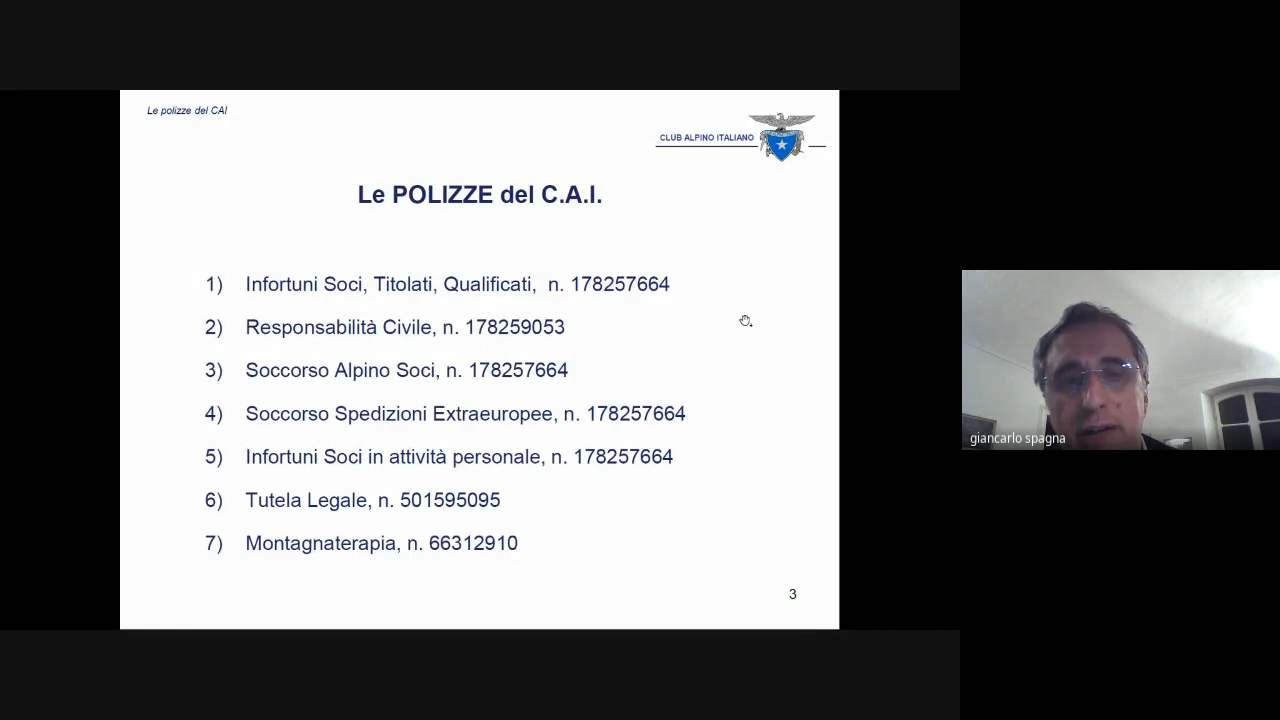 Le polizze del CAI
CLUB ALPINO ITALIANO
Le POLIZZE del C.A.I.
1) Infortuni Soci, Titolati, Qualificati, n. 178257664
2) Responsabilità Civile, n. 178259053
3) Soccorso Alpino Soci, n. 178257664
4) Soccorso Spedizioni Extraeuropee, n. 178257664
5) Infortuni Soci in attività personale, n. 178257664
6) Tutela Legale, n. 501595095
7) Montagnaterapia, n. 66312910
3
giancarlo spagna